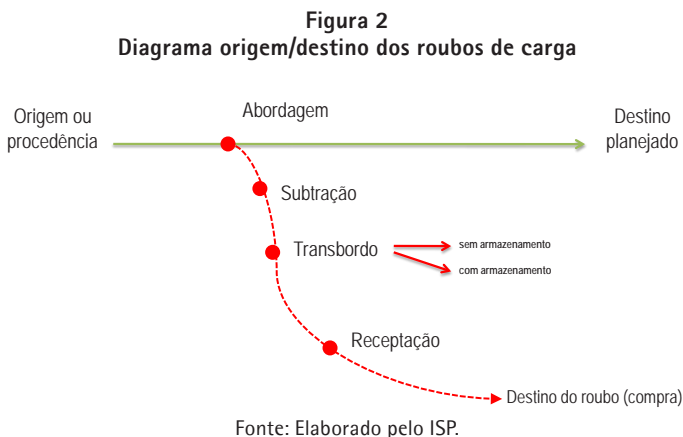 Figura 2
Diagrama origem/destino dos roubos de carga
Origem ou
procedência
Abordagem
Destino
planejado
Subtração
Transbordo
sem armazenamento
com armazenamento
Receptação
Destino do roubo (compra)
Fonte: Elaborado pelo ISP.